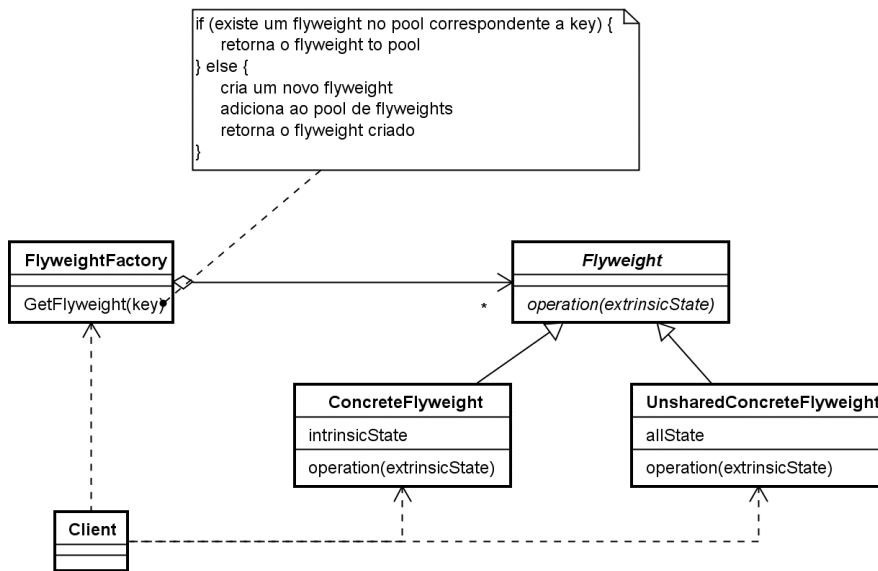 if (existe um flyweight no pool correspondente a key) {
retorna o flyweight to pool
} else {
cria um novo flyweight
adiciona ao pool de flyweights
retorna o flyweight criado
}
FlyweightFactory
GetFlyweight(key)
*
Flyweight
operation(extrinsicState)
ConcreteFlyweight
intrinsicState
operation(extrinsicState)
UnsharedConcreteFlyweight
allState
operation(extrinsicState)
Client